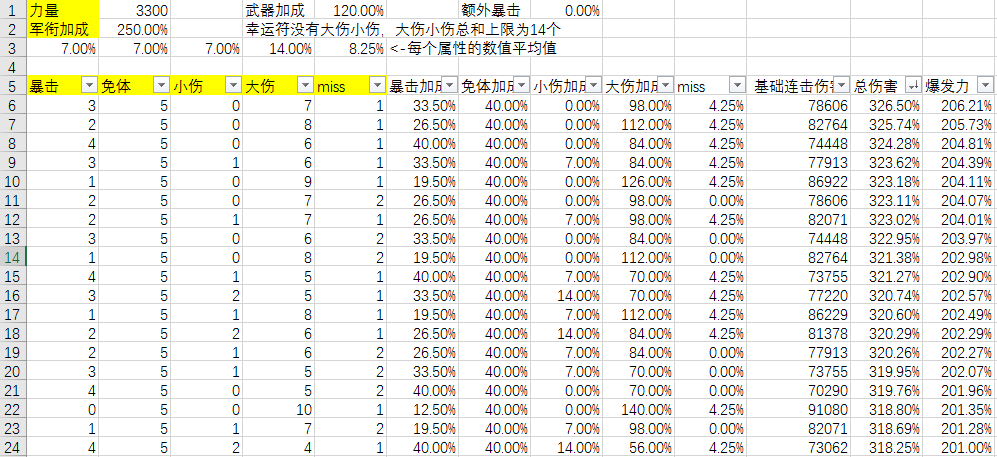 1 力量 3300 武器加成 120.00% 额外暴击 0.00%
2 军衔加成 250.00% 幸运符没有大伤小伤，大伤小伤总和上限为14个
3 7.00% 7.00% 7.00% 14.00% 8.25% <-每个属性的数值平均值
4
5 暴击 免体 小伤 大伤 miss 暴击加成 免体加成 小伤加成 大伤加成 miss 基础连击伤害 总伤害 爆发力
6 3 5 0 7 1 33.50% 40.00% 0.00% 98.00% 4.25% 78606 326.50% 206.21%
7 2 5 0 8 1 26.50% 40.00% 0.00% 112.00% 4.25% 82764 325.74% 205.73%
8 4 5 0 6 1 40.00% 40.00% 0.00% 84.00% 4.25% 74448 324.28% 204.81%
9 3 5 1 6 1 33.50% 40.00% 7.00% 84.00% 4.25% 77913 323.62% 204.39%
10 1 5 0 9 1 19.50% 40.00% 0.00% 126.00% 4.25% 86922 323.18% 204.11%
11 2 5 0 7 2 26.50% 40.00% 0.00% 98.00% 0.00% 78606 323.11% 204.07%
12 2 5 1 7 1 26.50% 40.00% 7.00% 98.00% 4.25% 82071 323.02% 204.01%
13 3 5 0 6 2 33.50% 40.00% 0.00% 84.00% 0.00% 74448 322.95% 203.97%
14 1 5 0 8 2 19.50% 40.00% 0.00% 112.00% 0.00% 82764 321.38% 202.98%
15 4 5 1 5 1 40.00% 40.00% 7.00% 70.00% 4.25% 73755 321.27% 202.90%
16 3 5 2 5 1 33.50% 40.00% 14.00% 70.00% 4.25% 77220 320.74% 202.57%
17 1 5 1 8 1 19.50% 40.00% 7.00% 112.00% 4.25% 86229 320.60% 202.49%
18 2 5 2 6 1 26.50% 40.00% 14.00% 84.00% 4.25% 81378 320.29% 202.29%
19 2 5 1 6 2 26.50% 40.00% 7.00% 84.00% 0.00% 77913 320.26% 202.27%
20 3 5 1 5 2 33.50% 40.00% 7.00% 70.00% 0.00% 73755 319.95% 202.07%
21 4 5 0 5 2 40.00% 40.00% 0.00% 70.00% 0.00% 70290 319.76% 201.96%
22 0 5 0 10 1 12.50% 40.00% 0.00% 140.00% 4.25% 91080 318.80% 201.35%
23 1 5 1 7 2 19.50% 40.00% 7.00% 98.00% 0.00% 82071 318.69% 201.28%
24 4 5 2 4 1 40.00% 40.00% 14.00% 56.00% 4.25% 73062 318.25% 201.00%